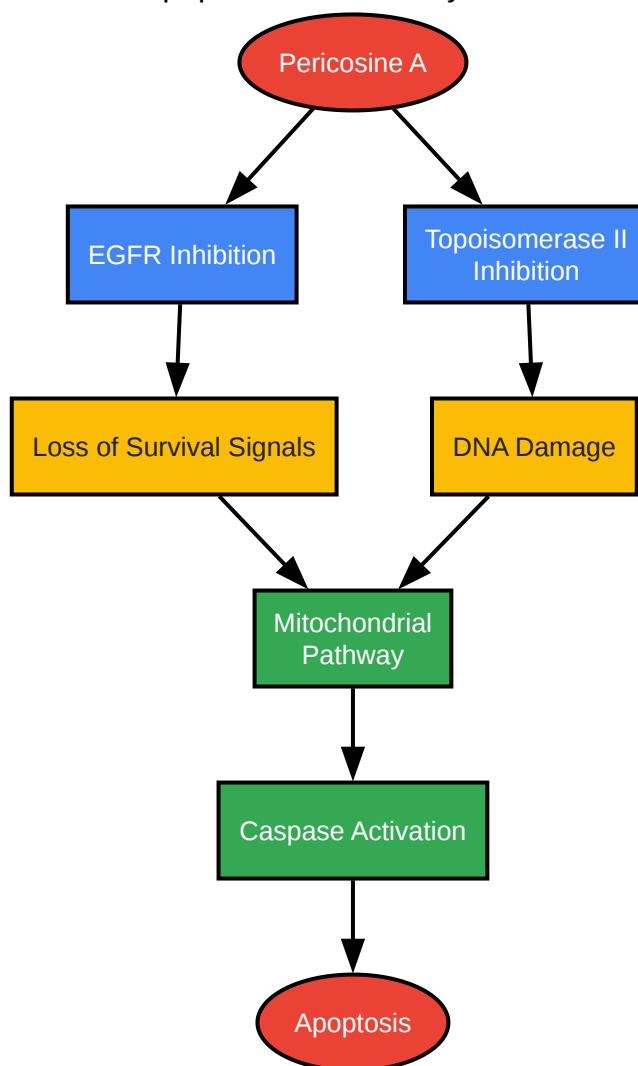 Pericosine A
EGFR Inhibition
Topoisomerase II
Inhibition
Loss of Survival Signals
DNA Damage
Mitochondrial
Pathway
Caspase Activation
Apoptosis